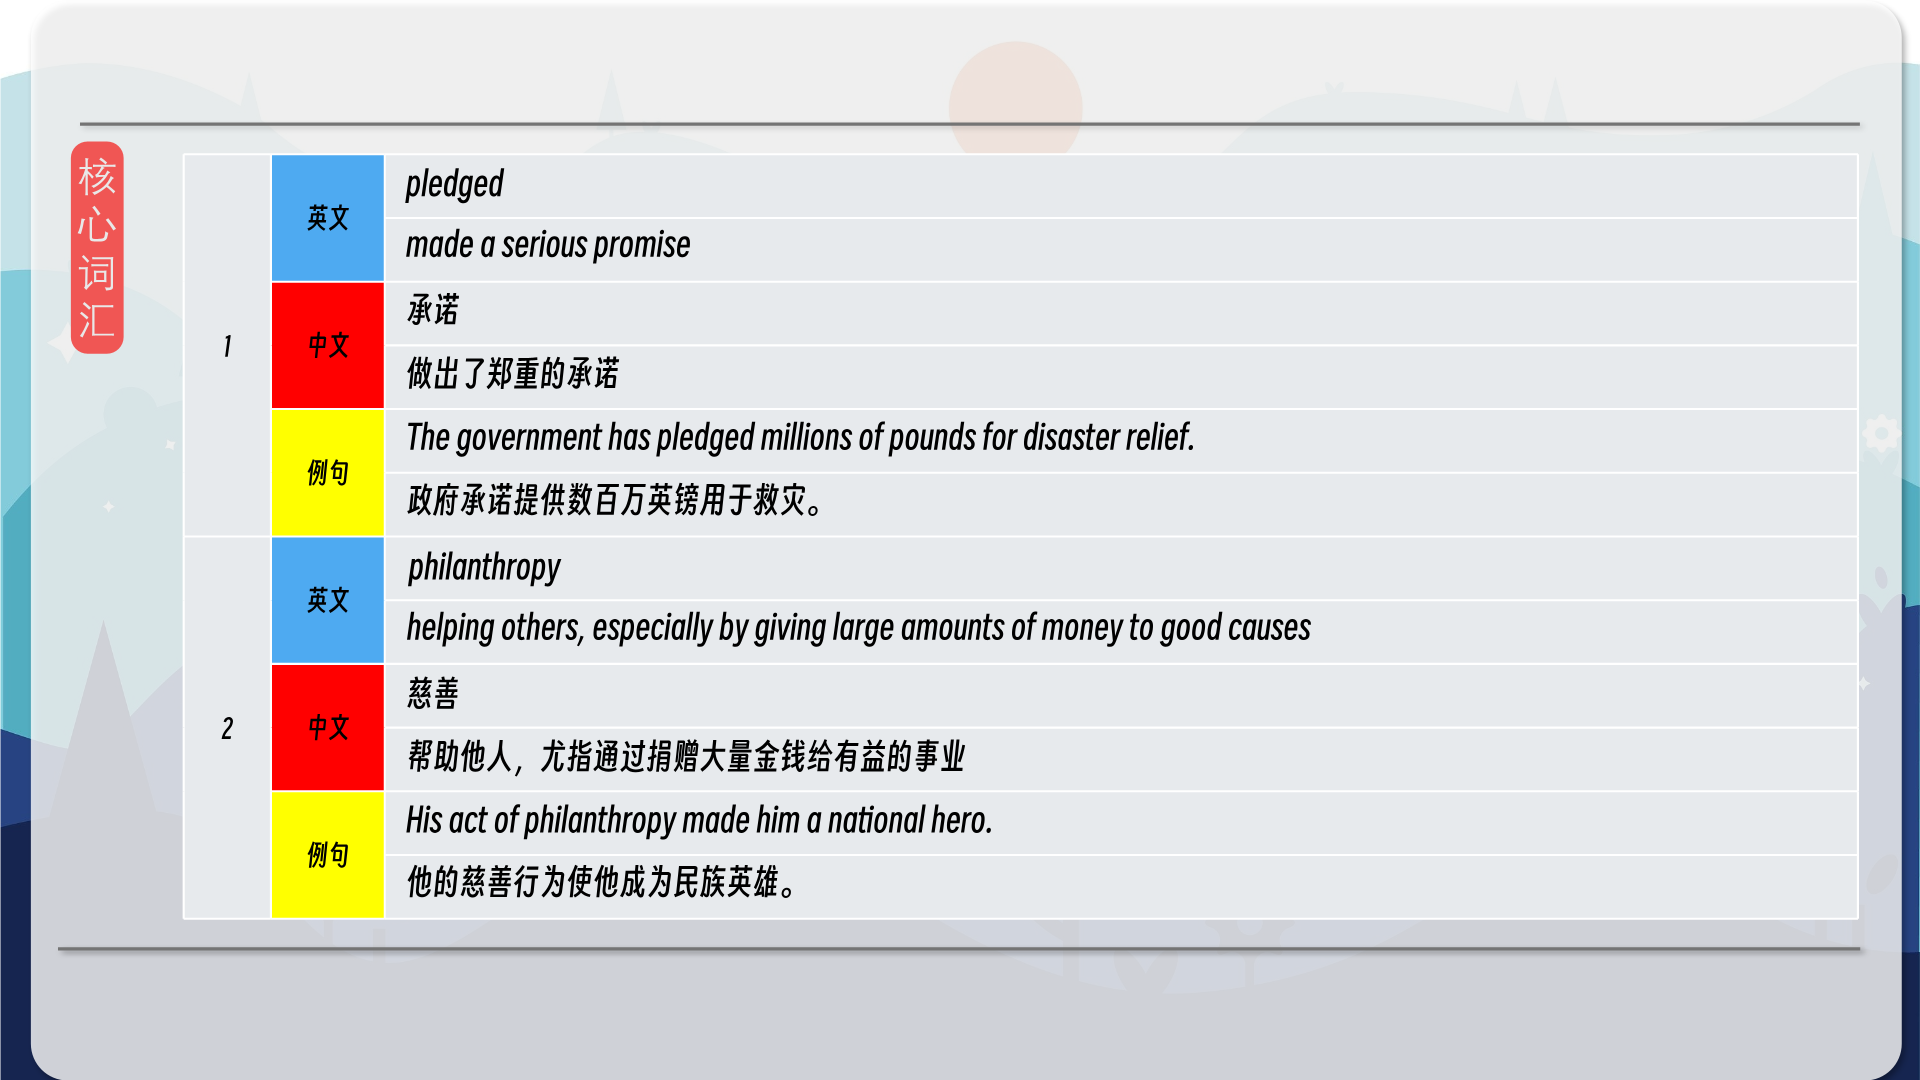 核心词汇
1
英文
pledged
made a serious promise
中文
承诺
做出了郑重的承诺
例句
The government has pledged millions of pounds for disaster relief.
政府承诺提供数百万英镑用于救灾。
2
英文
philanthropy
helping others, especially by giving large amounts of money to good causes
中文
慈善
帮助他人，尤指通过捐赠大量金钱给有益的事业
例句
His act of philanthropy made him a national hero.
他的慈善行为使他成为民族英雄。